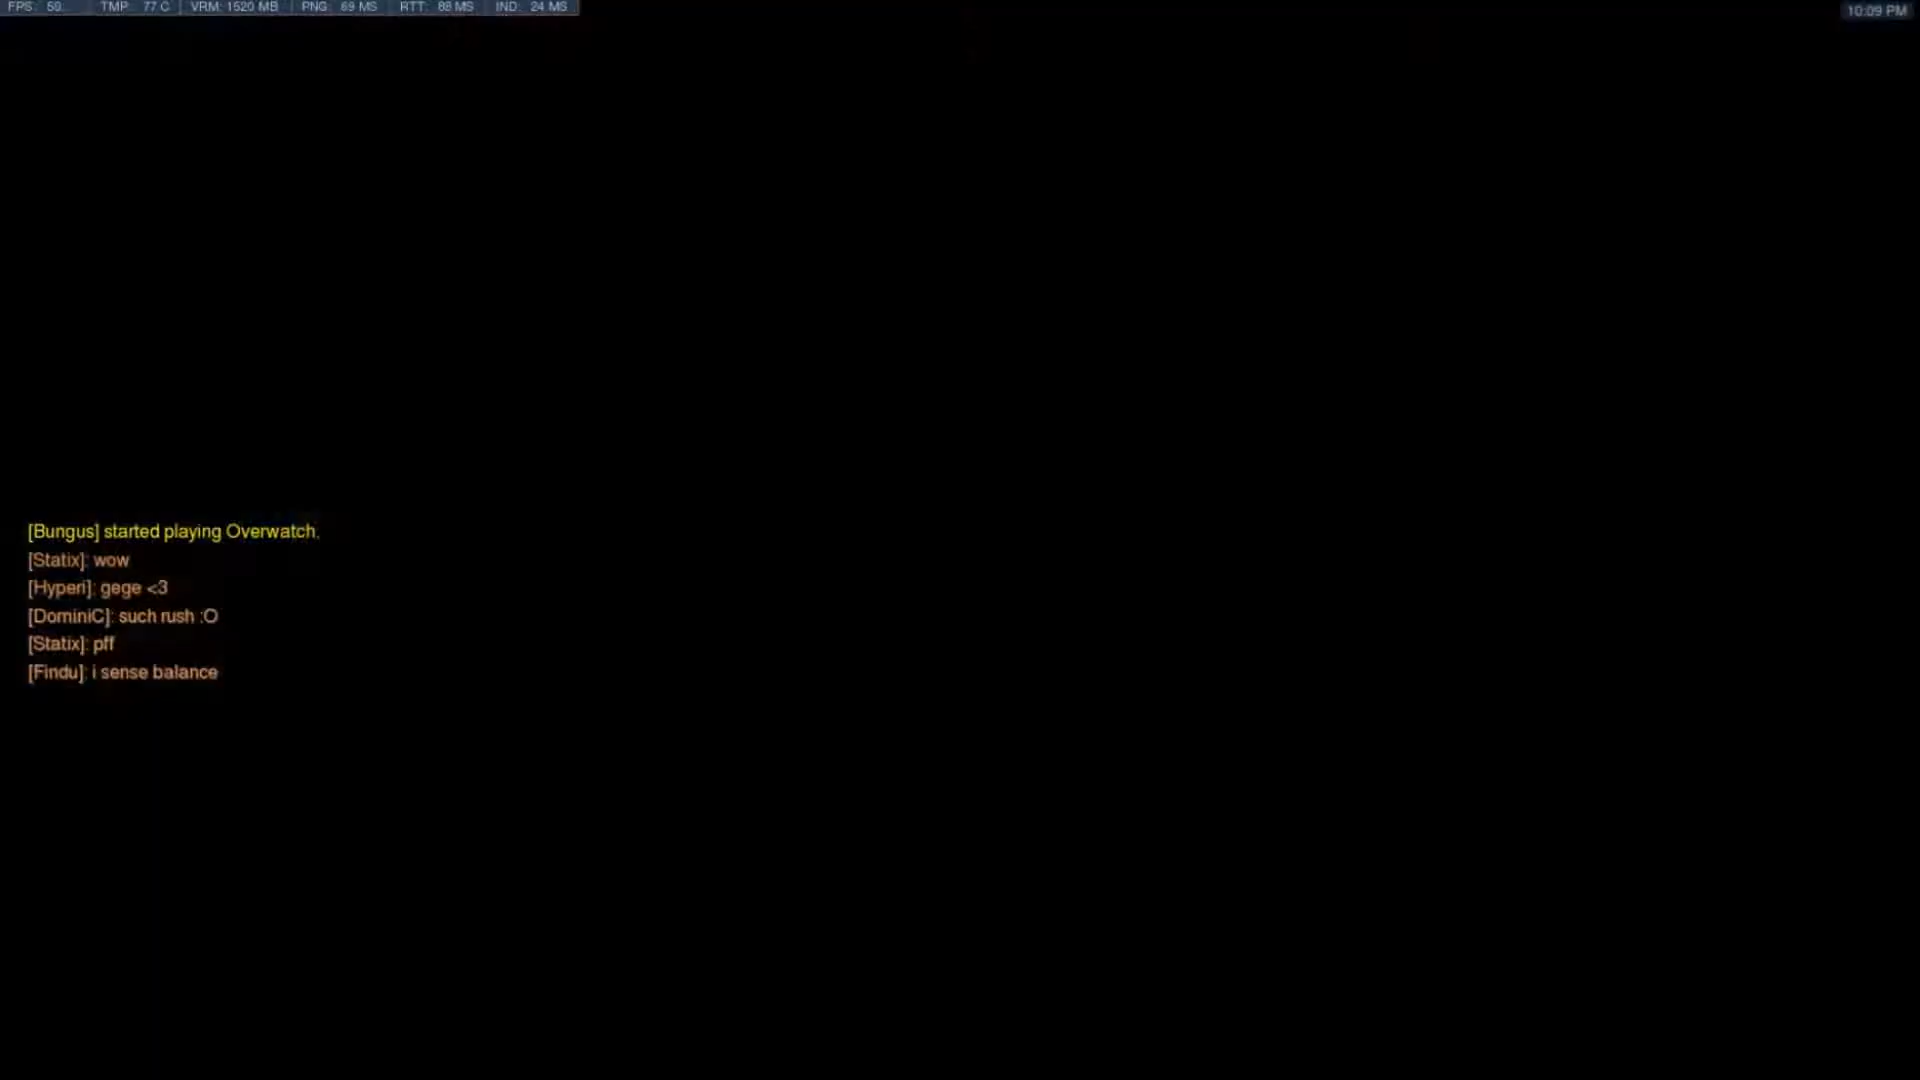 FPS: 50. TMP: 77 C VRM: 1520 MB PNG: 69 MS RTT: 88 MS IND: 24 MS
10:09 PM
[Bungus] started playing Overwatch.
[Statix]: wow
[Hyperi]: gege <3
[DominiC]: such rush :O
[Statix]: pff
[Findu]: i sense balance